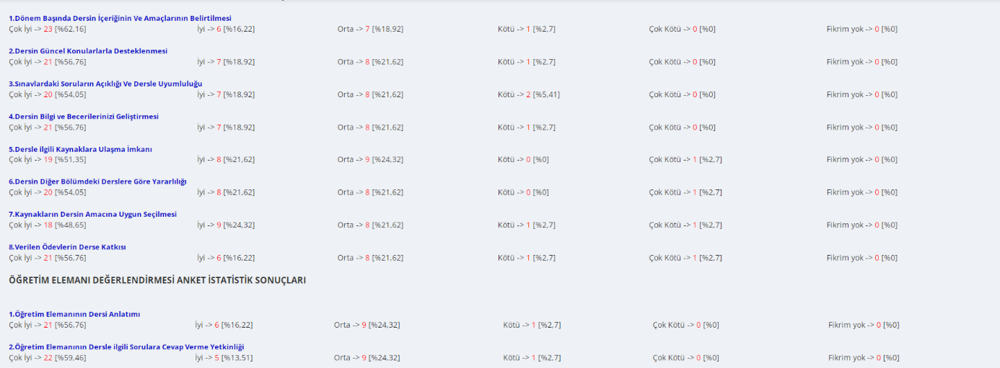 1.Dönem Başında Dersin İçeriğinin Ve Amaçlarının Belirtilmesi
Çok İyi -> 23 [%62,16] İyi -> 6 [%16,22] Orta -> 7 [%18,92] Kötü -> 1 [%2,7] Çok Kötü -> 0 [%0] Fikrim yok -> 0 [%0]
2.Dersin Güncel Konularlarla Desteklenmesi
Çok İyi -> 21 [%56,76] İyi -> 7 [%18,92] Orta -> 8 [%21,62] Kötü -> 1 [%2,7] Çok Kötü -> 0 [%0] Fikrim yok -> 0 [%0]
3.Sınavlardaki Soruların Açıklığı Ve Dersle Uyumluluğu
Çok İyi -> 20 [%54,05] İyi -> 7 [%18,92] Orta -> 8 [%21,62] Kötü -> 2 [%5,41] Çok Kötü -> 0 [%0] Fikrim yok -> 0 [%0]
4.Dersin Bilgi ve Becerilerinizi Geliştirmesi
Çok İyi -> 21 [%56,76] İyi -> 7 [%18,92] Orta -> 8 [%21,62] Kötü -> 1 [%2,7] Çok Kötü -> 0 [%0] Fikrim yok -> 0 [%0]
5.Dersle ilgili Kaynaklara Ulaşma İmkanı
Çok İyi -> 19 [%51,35] İyi -> 8 [%21,62] Orta -> 9 [%24,32] Kötü -> 0 [%0] Çok Kötü -> 1 [%2,7] Fikrim yok -> 0 [%0]
6.Dersin Diğer Bölümdeki Derslere Göre Yararlılığı
Çok İyi -> 20 [%54,05] İyi -> 8 [%21,62] Orta -> 8 [%21,62] Kötü -> 0 [%0] Çok Kötü -> 1 [%2,7] Fikrim yok -> 0 [%0]
7.Kaynakların Dersin Amacına Uygun Seçilmesi
Çok İyi -> 18 [%48,65] İyi -> 9 [%24,32] Orta -> 8 [%21,62] Kötü -> 1 [%2,7] Çok Kötü -> 1 [%2,7] Fikrim yok -> 0 [%0]
8.Verilen Ödevlerin Derse Katkısı
Çok İyi -> 21 [%56,76] İyi -> 6 [%16,22] Orta -> 8 [%21,62] Kötü -> 1 [%2,7] Çok Kötü -> 1 [%2,7] Fikrim yok -> 0 [%0]
ÖĞRETİM ELEMANI DEĞERLENDİRMESİ ANKET İSTATİSTİK SONUÇLARI
1.Öğretim Elemanının Dersi Anlatımı
Çok İyi -> 21 [%56,76] İyi -> 6 [%16,22] Orta -> 9 [%24,32] Kötü -> 1 [%2,7] Çok Kötü -> 0 [%0] Fikrim yok -> 0 [%0]
2.Öğretim Elemanının Dersle ilgili Sorulara Cevap Verme Yetkinliği
Çok İyi -> 22 [%59,46] İyi -> 5 [%13,51] Orta -> 9 [%24,32] Kötü -> 1 [%2,7] Çok Kötü -> 0 [%0] Fikrim yok -> 0 [%0]